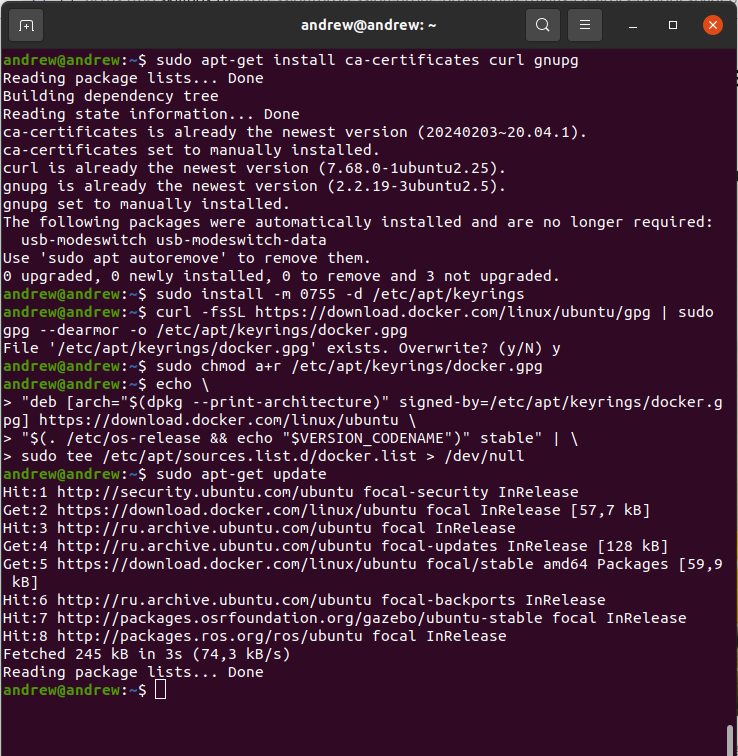 andrew@andrew: ~
andrew@andrew:~$ sudo apt-get install ca-certificates curl gnupg
Reading package lists... Done
Building dependency tree
Reading state information... Done
ca-certificates is already the newest version (20240203~20.04.1).
ca-certificates set to manually installed.
curl is already the newest version (7.68.0-1ubuntu2.25).
gnupg is already the newest version (2.2.19-3ubuntu2.5).
gnupg set to manually installed.
The following packages were automatically installed and are no longer required:
  usb-modeswitch usb-modeswitch-data
Use 'sudo apt autoremove' to remove them.
0 upgraded, 0 newly installed, 0 to remove and 3 not upgraded.
andrew@andrew:~$ sudo install -m 0755 -d /etc/apt/keyrings
andrew@andrew:~$ curl -fsSL https://download.docker.com/linux/ubuntu/gpg | sudo
gpg --dearmor -o /etc/apt/keyrings/docker.gpg
File '/etc/apt/keyrings/docker.gpg' exists. Overwrite? (y/N) y
andrew@andrew:~$ sudo chmod a+r /etc/apt/keyrings/docker.gpg
andrew@andrew:~$ echo \
> "deb [arch="$(dpkg --print-architecture)" signed-by=/etc/apt/keyrings/docker.g
pg] https://download.docker.com/linux/ubuntu \
> "$(. /etc/os-release && echo "$VERSION_CODENAME")" stable" | \
> sudo tee /etc/apt/sources.list.d/docker.list > /dev/null
andrew@andrew:~$ sudo apt-get update
Hit:1 http://security.ubuntu.com/ubuntu focal-security InRelease
Get:2 https://download.docker.com/linux/ubuntu focal InRelease [57,7 kB]
Hit:3 http://ru.archive.ubuntu.com/ubuntu focal InRelease
Get:4 http://ru.archive.ubuntu.com/ubuntu focal-updates InRelease [128 kB]
Get:5 https://download.docker.com/linux/ubuntu focal/stable amd64 Packages [59,9
 kB]
Hit:6 http://ru.archive.ubuntu.com/ubuntu focal-backports InRelease
Hit:7 http://packages.osrfoundation.org/gazebo/ubuntu-stable focal InRelease
Hit:8 http://packages.ros.org/ros/ubuntu focal InRelease
Fetched 245 kB in 3s (74,3 kB/s)
Reading package lists... Done
andrew@andrew:~$